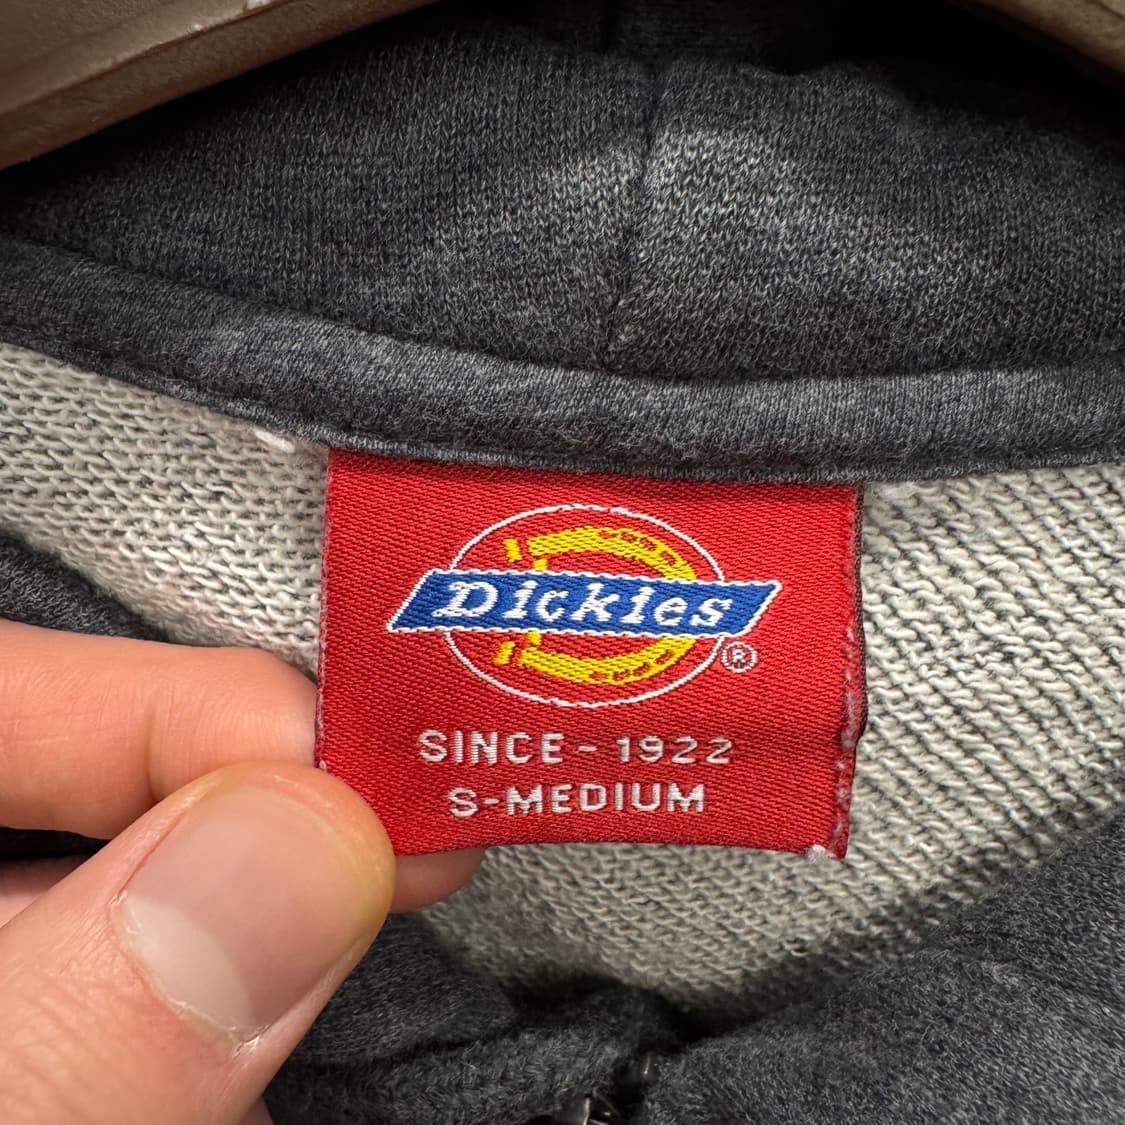 Dickies
®
SINCE - 1922
S-MEDIUM